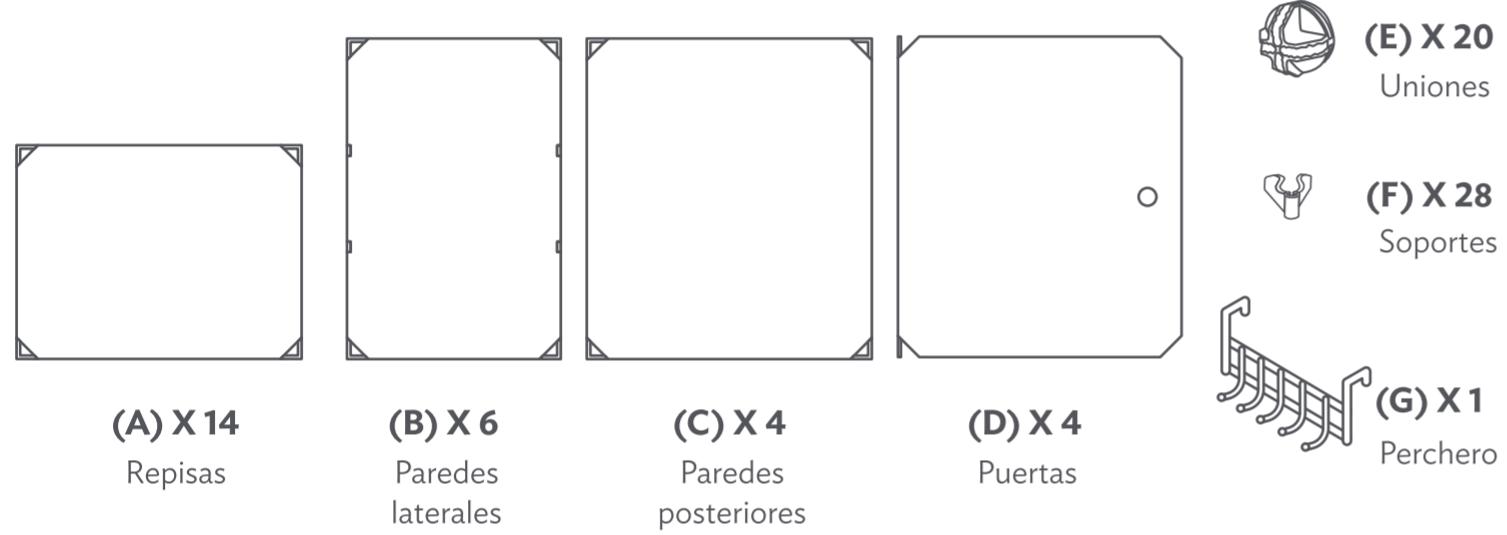 (A) X 14
Repisas
(B) X 6
Paredes
laterales
(C) X 4
Paredes
posteriores
(D) X 4
Puertas
(E) X 20
Uniones
(F) X 28
Soportes
(G) X 1
Perchero